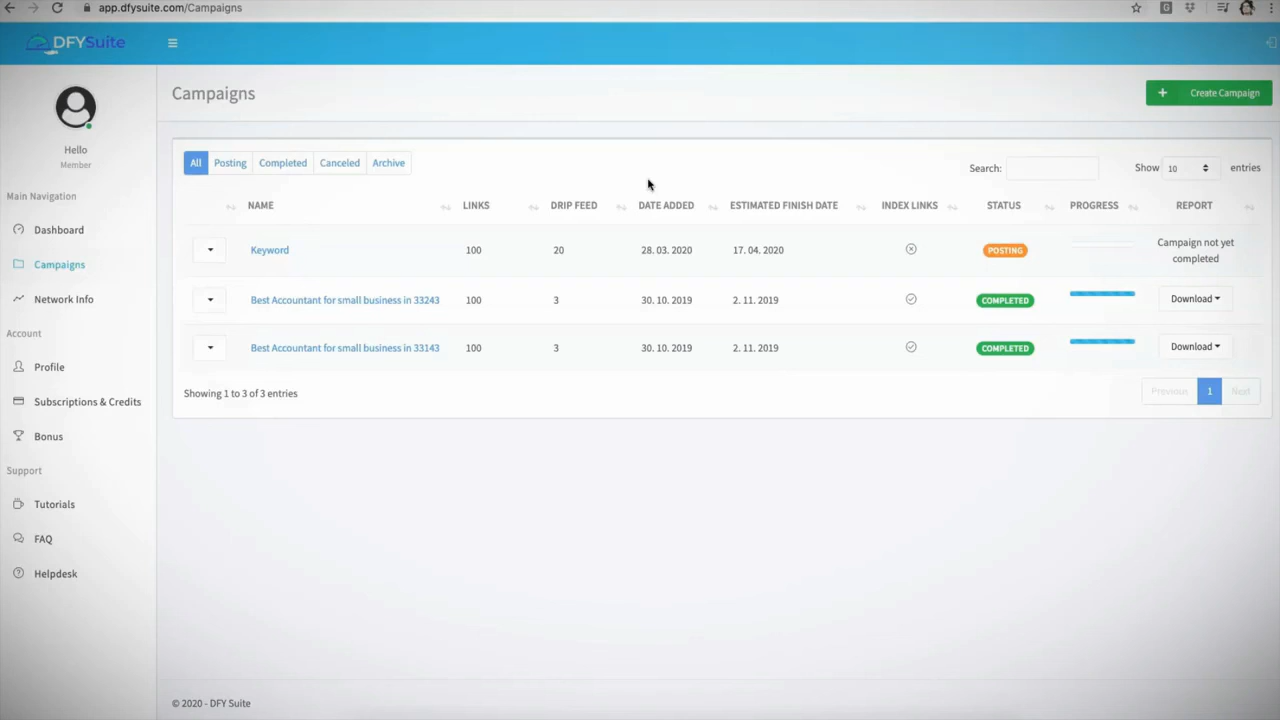 app.dfysuite.com/Campaigns
DFYSuite
Campaigns
Create Campaign
Hello
Member
All Posting Completed Canceled Archive
Search: Show 10 entries
Main Navigation
NAME LINKS DRIP FEED DATE ADDED ESTIMATED FINISH DATE INDEX LINKS STATUS PROGRESS REPORT
Dashboard
Keyword 100 20 28. 03. 2020 17. 04. 2020 POSTING Campaign not yet
completed
Campaigns
Best Accountant for small business in 33243 100 3 30. 10. 2019 2. 11. 2019 COMPLETED Download
Network Info
Account
Best Accountant for small business in 33143 100 3 30. 10. 2019 2. 11. 2019 COMPLETED Download
Profile
Showing 1 to 3 of 3 entries Previous 1 Next
Subscriptions & Credits
Bonus
Support
Tutorials
FAQ
Helpdesk
© 2020 - DFY Suite